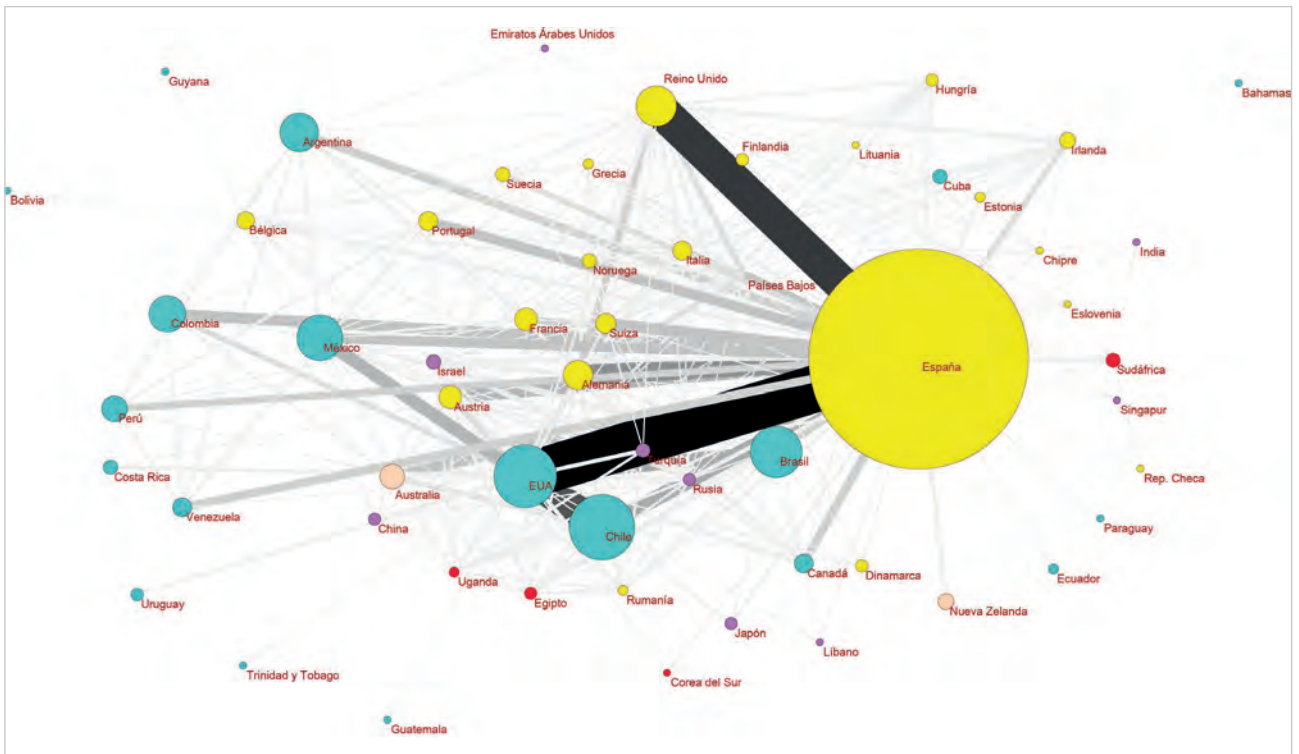 Emiratos Árabes Unidos
Guyana
Reino Unido
Hungría
Bahamas
Argentina
Finlandia
Lituania
Irlanda
Grecia
Suecia
Cuba
Bolivia
Estonia
Bélgica
Portugal
Italia
Noruega
Chipre
India
Países Bajos
Eslovenia
Colombia
México
Francia
Suiza
España
Israel
Alemania
Sudáfrica
Austria
Singapur
Perú
Turquía
Brasil
Costa Rica
Australia
EUA
Rusia
Rep. Checa
Venezuela
China
Chile
Paraguay
Canadá
Dinamarca
Ecuador
Uganda
Egipto
Rumanía
Uruguay
Nueva Zelanda
Japón
Líbano
Trinidad y Tobago
Corea del Sur
Guatemala